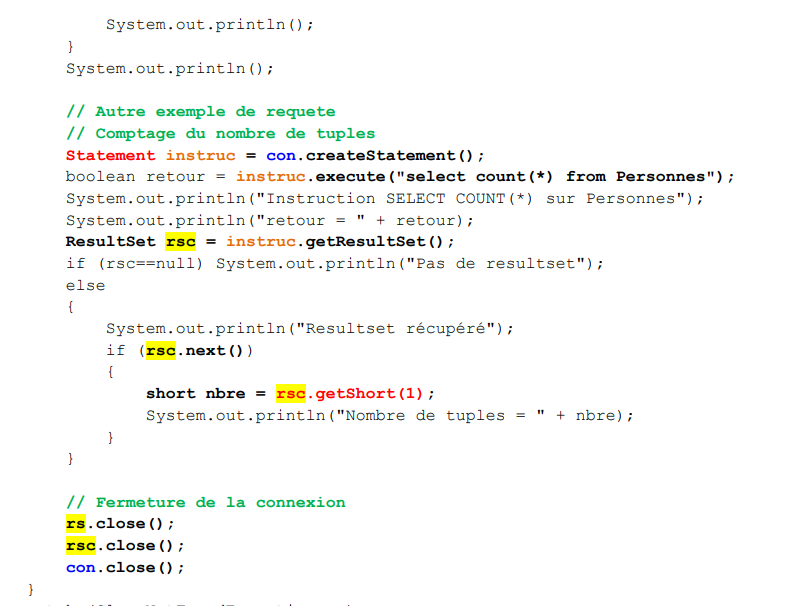 System.out.println();
}
System.out.println();
// Autre exemple de requete
// Comptage du nombre de tuples
Statement instruc = con.createStatement();
boolean retour = instruc.execute("select count(*) from Personnes");
System.out.println("Instruction SELECT COUNT(*) sur Personnes");
System.out.println("retour = " + retour);
ResultSet rsc = instruc.getResultSet();
if (rsc==null) System.out.println("Pas de resultset");
else
{
System.out.println("Resultset récupéré");
if (rsc.next())
{
short nbre = rsc.getShort(1);
System.out.println("Nombre de tuples = " + nbre);
}
}
// Fermeture de la connexion
rs.close();
rsc.close();
con.close();
}